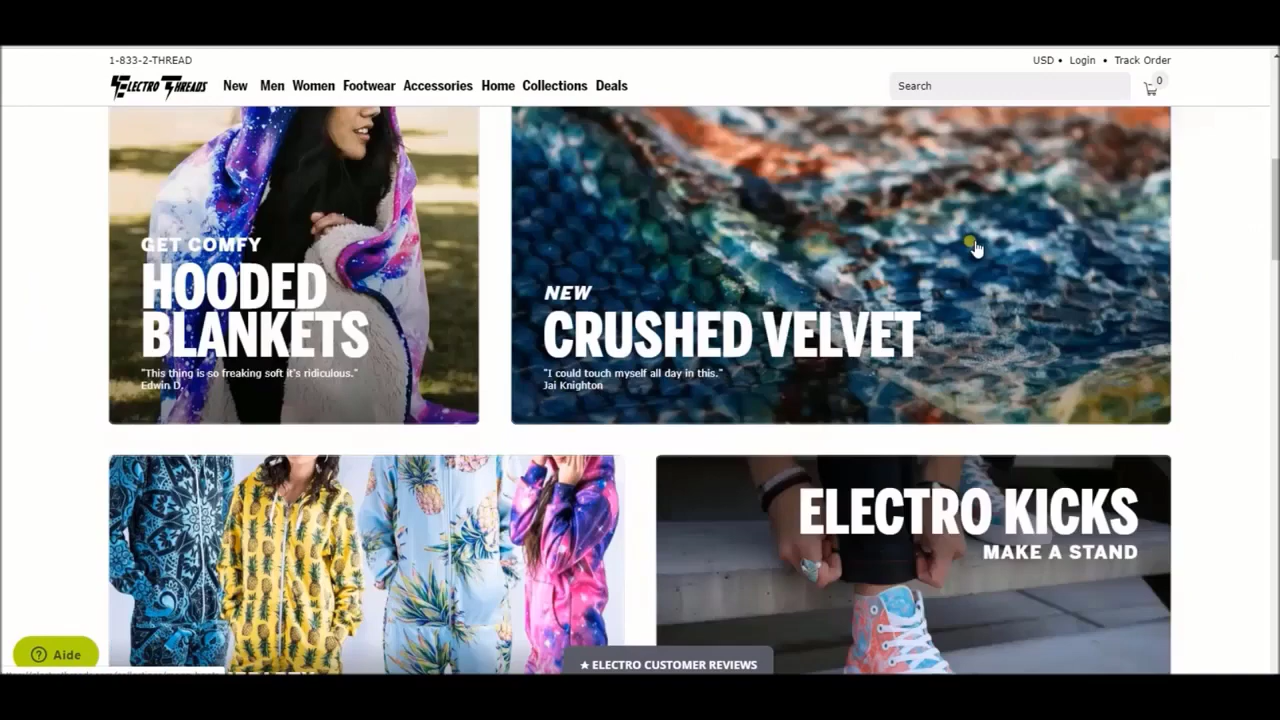 1-833-2-THREAD
USD • Login • Track Order
ELECTRO THREADS
New Men Women Footwear Accessories Home Collections Deals
Search
0
GET COMFY
HOODED
BLANKETS
"This thing is so freaking soft it's ridiculous."
Edwin D.
NEW
CRUSHED VELVET
"I could touch myself all day in this."
Jai Knighton
ELECTRO KICKS
MAKE A STAND
? Aide
★ ELECTRO CUSTOMER REVIEWS